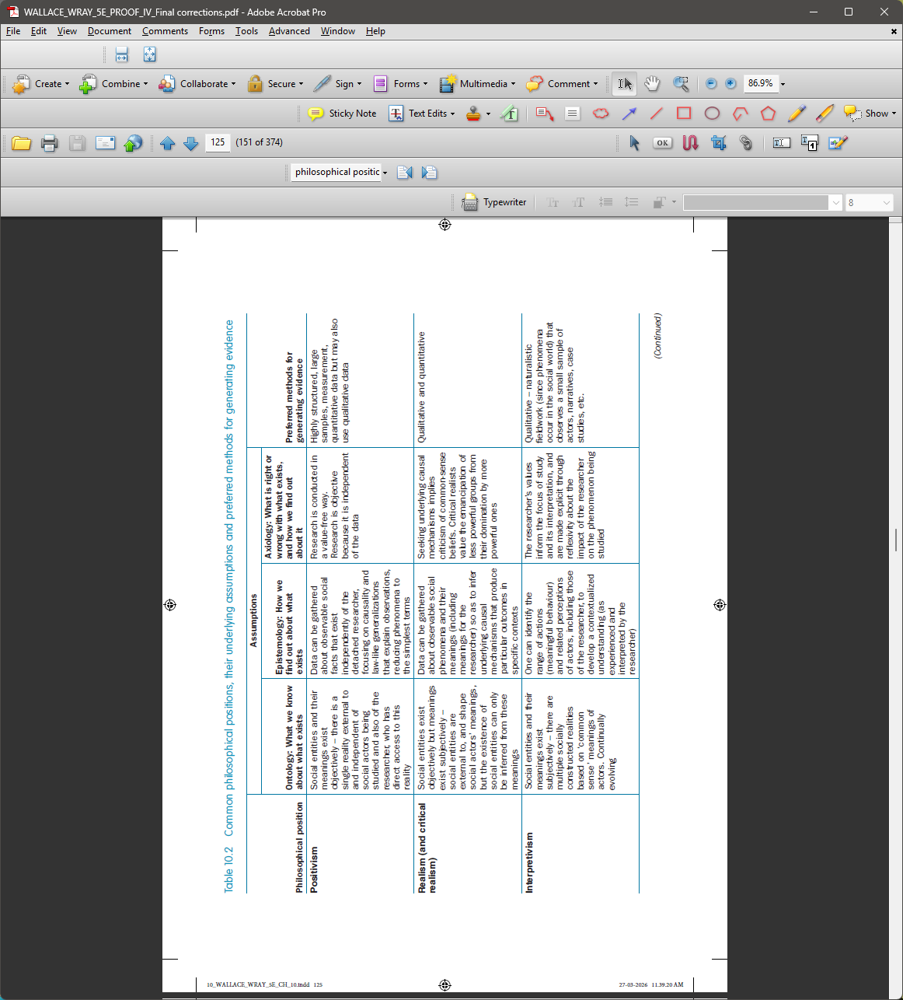 WALLACE_WRAY_5E_PROOF_IV_Final corrections.pdf - Adobe Acrobat Pro
File Edit View Document Comments Forms Tools Advanced Window Help
Create Combine Collaborate Secure Sign Forms Multimedia Comment 86.9%
Sticky Note Text Edits Show
125 (151 of 374) OK
philosophical positic
Typewriter 8
Table 10.2 Common philosophical positions, their underlying assumptions and preferred methods for generating evidence
Assumptions
Philosophical position
Ontology: What we know
about what exists
Epistemology: How we
find out about what
exists
Axiology: What is right or
wrong with what exists,
and how we find out
about it
Preferred methods for
generating evidence
Positivism
Social entities and their
meanings exist
objectively – there is a
single reality external to
and independent of
social actors being
studied and also of the
researcher, who has
direct access to this
reality
Data can be gathered
about observable social
facts that exist
independently of the
detached researcher,
focusing on causality and
law-like generalizations
that explain observations,
reducing phenomena to
the simplest terms
Research is conducted in
a value-free way.
Research is objective
because it is independent
of the data
Highly structured, large
samples, measurement,
quantitative data but may also
use qualitative data
Realism (and critical
realism)
Social entities exist
objectively but meanings
exist subjectively –
social entities are
external to, and shape
social actors' meanings,
but the existence of
social entities can only
be inferred from these
meanings
Data can be gathered
about observable social
phenomena and their
meanings (including
meanings for the
researcher) so as to infer
underlying causal
mechanisms that produce
particular outcomes in
specific contexts
Seeking underlying causal
mechanisms implies
criticism of common-sense
beliefs. Critical realists
value the emancipation of
less powerful groups from
their domination by more
powerful ones
Qualitative and quantitative
Interpretivism
Social entities and their
meanings exist
subjectively – there are
multiple socially
constructed realities
based on 'common
sense' meanings of
actors. Continually
evolving
One can identify the
range of actions
(meaningful behaviour)
and related perceptions
of actors, including those
of the researcher, to
develop a contextualized
understanding (as
experienced and
interpreted by the
researcher)
The researcher's values
inform the focus of study
and its interpretation, and
are made explicit through
reflexivity about the
impact of the researcher
on the phenomenon being
studied
Qualitative – naturalistic
fieldwork (since phenomena
occur in the social world) that
observes a small sample of
actors, narratives, case
studies, etc.
(Continued)
10_WALLACE_WRAY_5E_CH_10.indd 125
27-03-2026 11.39.20 AM